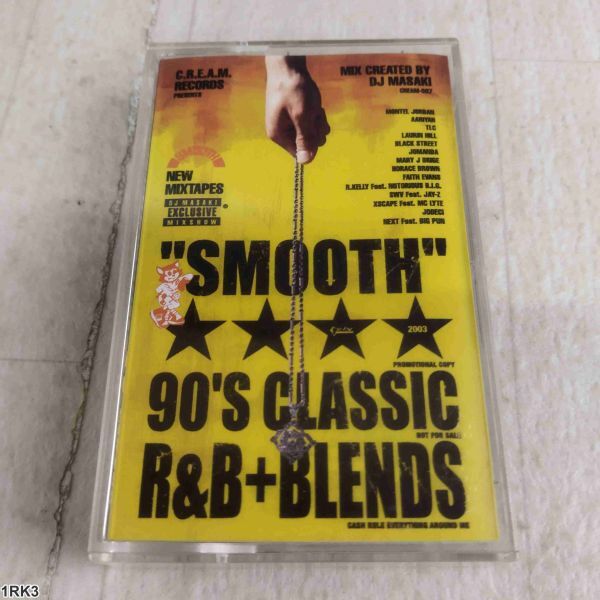 C.R.E.A.M.
RECORDS
PRESENTS
MIX CREATED BY
DJ MASAKI
CREAM-007
MONTEL JORDAN
AARIYAH
TLC
LAURIN HILL
BLACK STREET
JOMANDA
MARY J BRIGE
HORACE BROWN
FAITH EVANS
R.KELLY Feat. NOTORIOUS B.I.G.
SWV Feat. JAY-Z
XSCAPE Feat. MC LYTE
JODECI
NEXT Feat. BIG PUN
NEW
MIXTAPES
DJ MASAKI
EXCLUSIVE
MIXSHOW
"SMOOTH"
2003
PROMOTIONAL COPY
90'S CLASSIC
NOT FOR SALE
R&B+BLENDS
CASH RULE EVERYTHING AROUND ME
1RK3